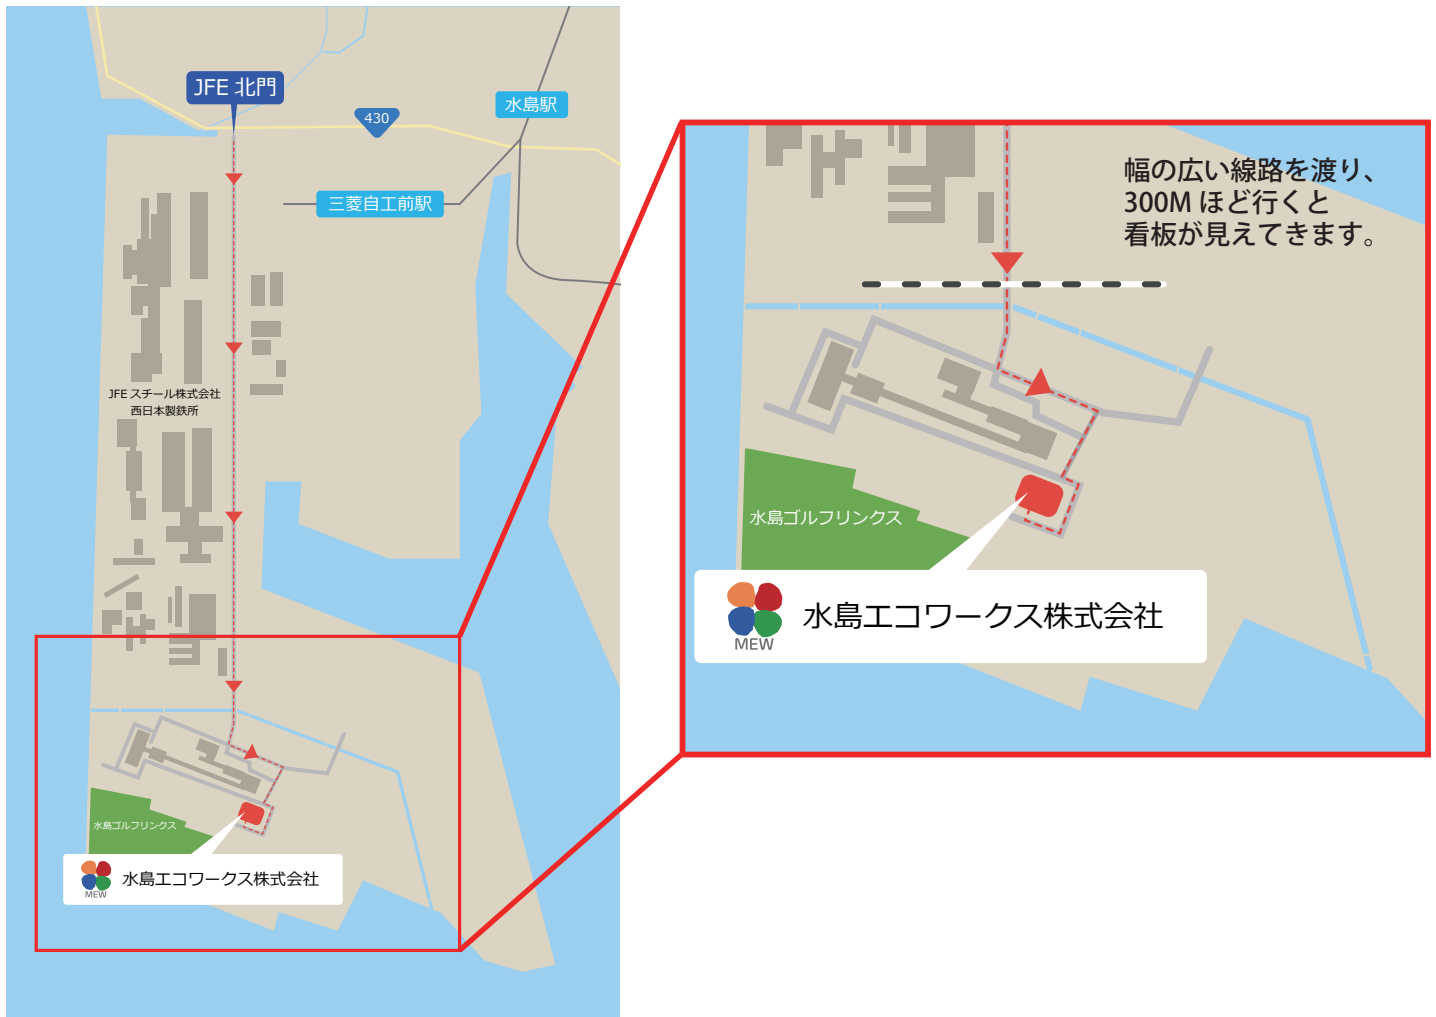 JFE 北門
430
水島駅
三菱自工前駅
JFE スチール株式会社
西日本製鉄所
水島ゴルフリンクス
MEW
水島エコワークス株式会社
幅の広い線路を渡り、
300M ほど行くと
看板が見えてきます。
水島ゴルフリンクス
MEW
水島エコワークス株式会社